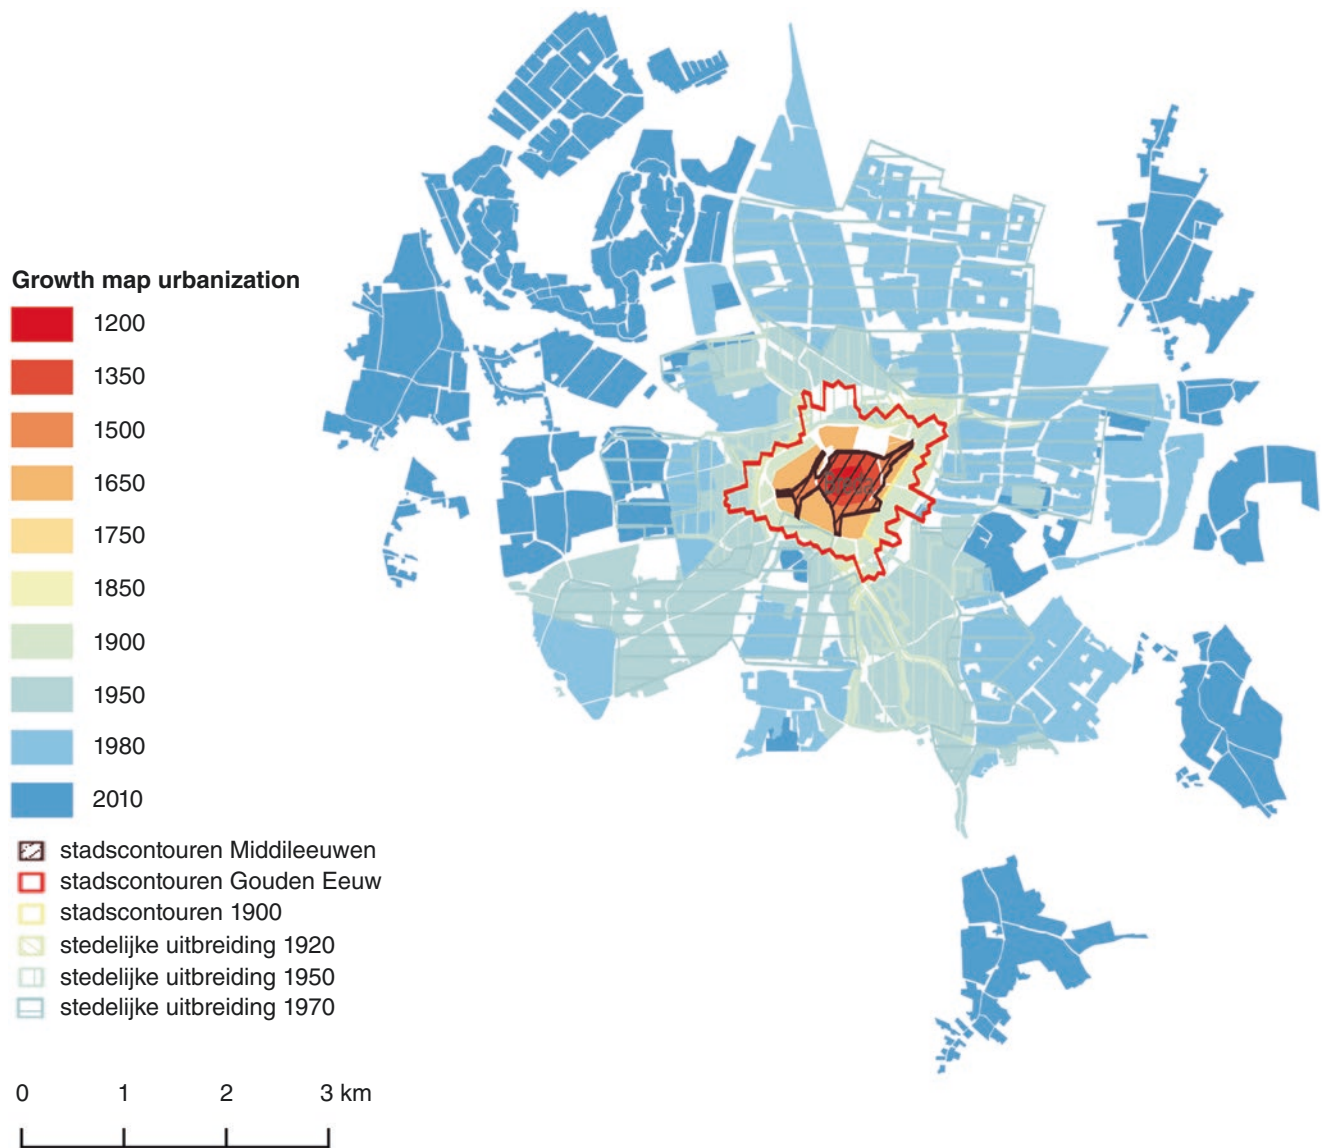 Growth map urbanization
1200
1350
1500
1650
1750
1850
1900
1950
1980
2010
stadscontouren Middileeuwen
stadscontouren Gouden Eeuw
stadscontouren 1900
stedelijke uitbreiding 1920
stedelijke uitbreiding 1950
stedelijke uitbreiding 1970
0 1 2 3 km